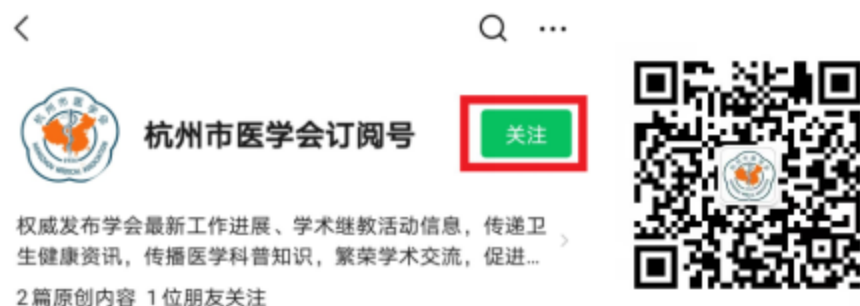 杭州市医学会订阅号
关注
权威发布学会最新工作进展、学术继教活动信息，传递卫
生健康资讯，传播医学科普知识，繁荣学术交流，促进...
2篇原创内容 1位朋友关注